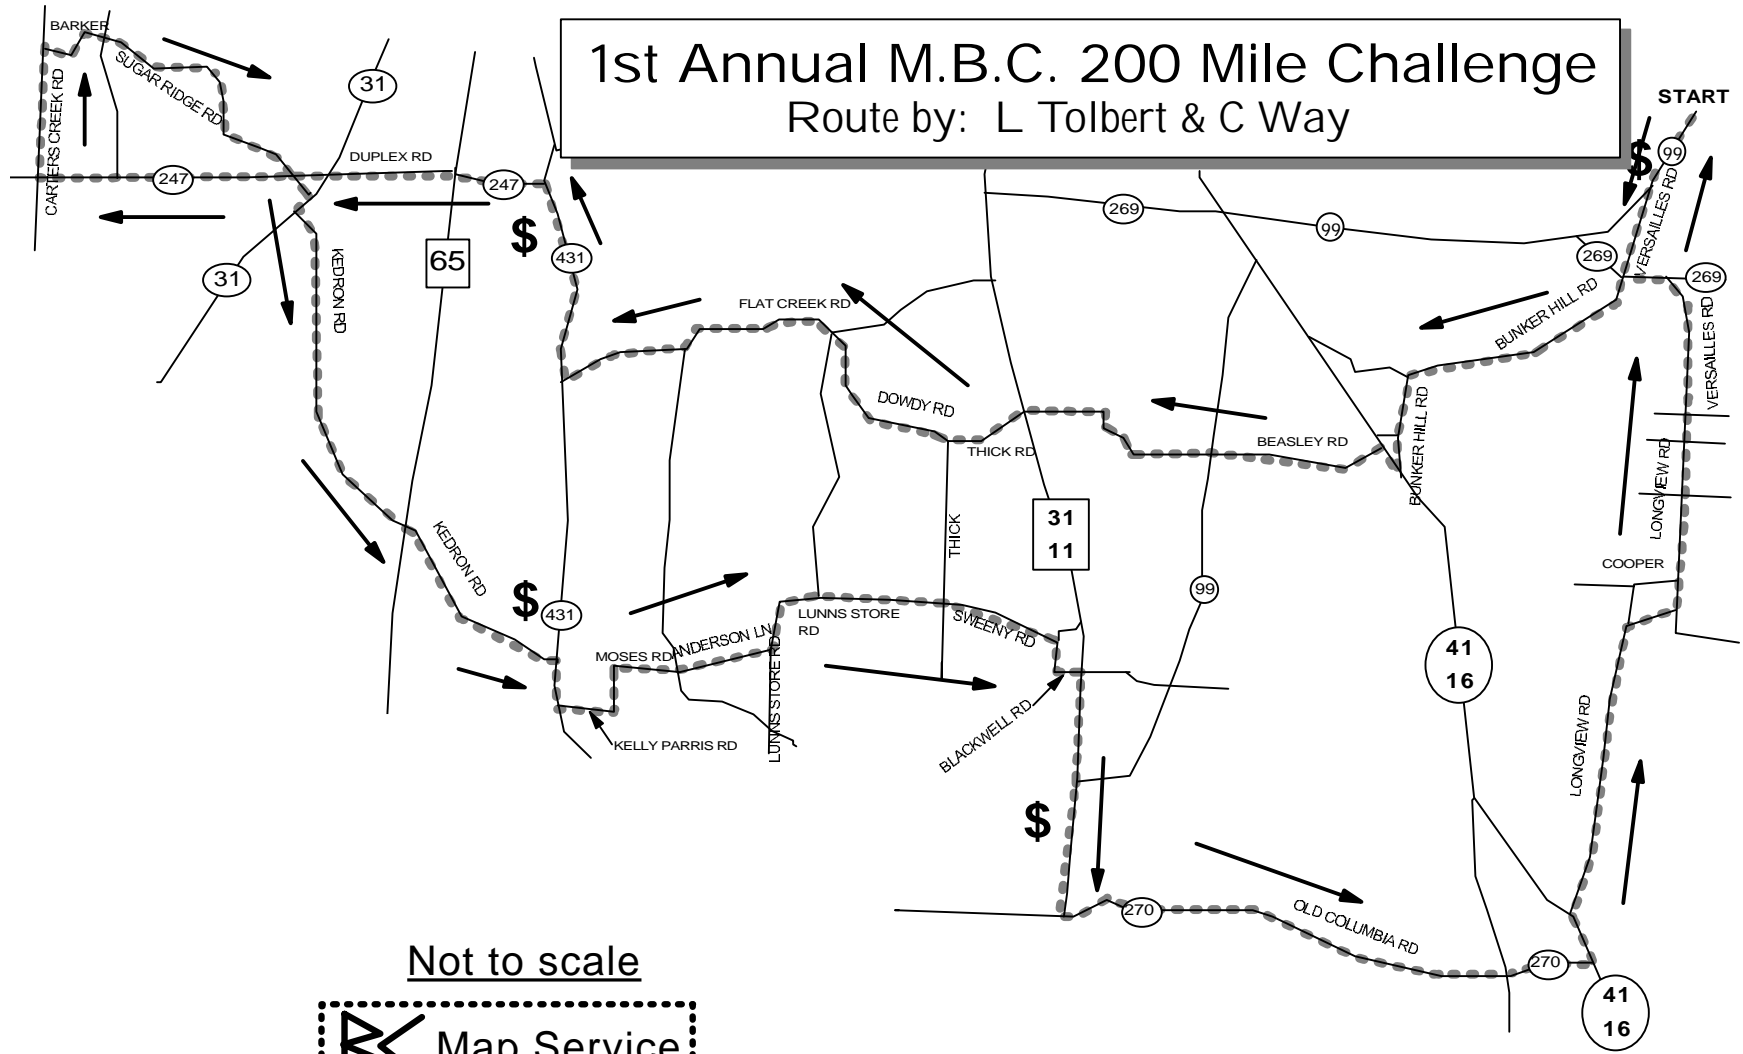 1st Annual M.B.C. 200 Mile Challenge
Route by: L Tolbert & C Way
START
BARKER
SUGAR RIDGE RD
CARTERS CREEK RD
31
DUPLEX RD
247
247
$
431
65
31
KEDRON RD
269
99
99
$
VERSAILLES RD
269
269
BUNKER HILL RD
VERSAILLES RD
FLAT CREEK RD
DOWDY RD
THICK RD
BEASLEY RD
BUNKER HILL RD
LONGVIEW RD
KEDRON RD
THICK
31
11
99
COOPER
$
431
MOSES RD
ANDERSON LN
LUNNS STORE
RD
SWEENY RD
LUNNS STORE RD
KELLY PARRIS RD
BLACKWELL RD
41
16
LONGVIEW RD
$
270
OLD COLUMBIA RD
270
41
16
Not to scale
Map Service